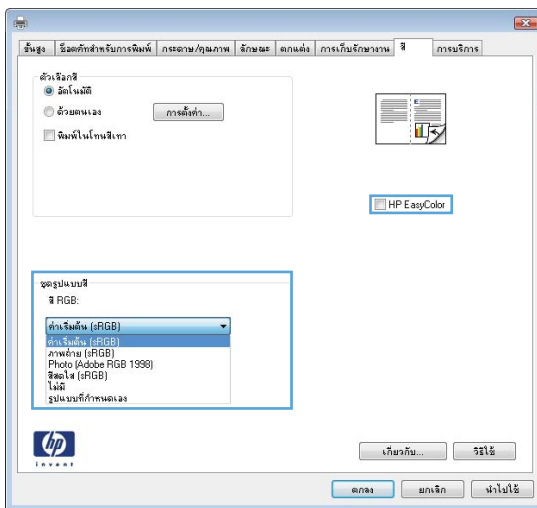 ขั้นสูง ช็อตคัทสำหรับการพิมพ์ กระดาษ/คุณภาพ ลักษณะ ตกแต่ง การเก็บรักษางาน สี การบริการ
ตัวเลือกสี
อัตโนมัติ
ด้วยตนเอง การตั้งค่า...
พิมพ์ในโทนสีเทา
E
HP EasyColor
ชุดรูปแบบสี
สี RGB:
ค่าเริ่มต้น (sRGB)
ค่าเริ่มต้น (sRGB)
ภาพถ่าย (sRGB)
Photo (Adobe RGB 1998)
สีสดใส (sRGB)
ไม่มี
รูปแบบที่กำหนดเอง
hp
invent
เกี่ยวกับ... วิธีใช้
ตกลง ยกเลิก นำไปใช้